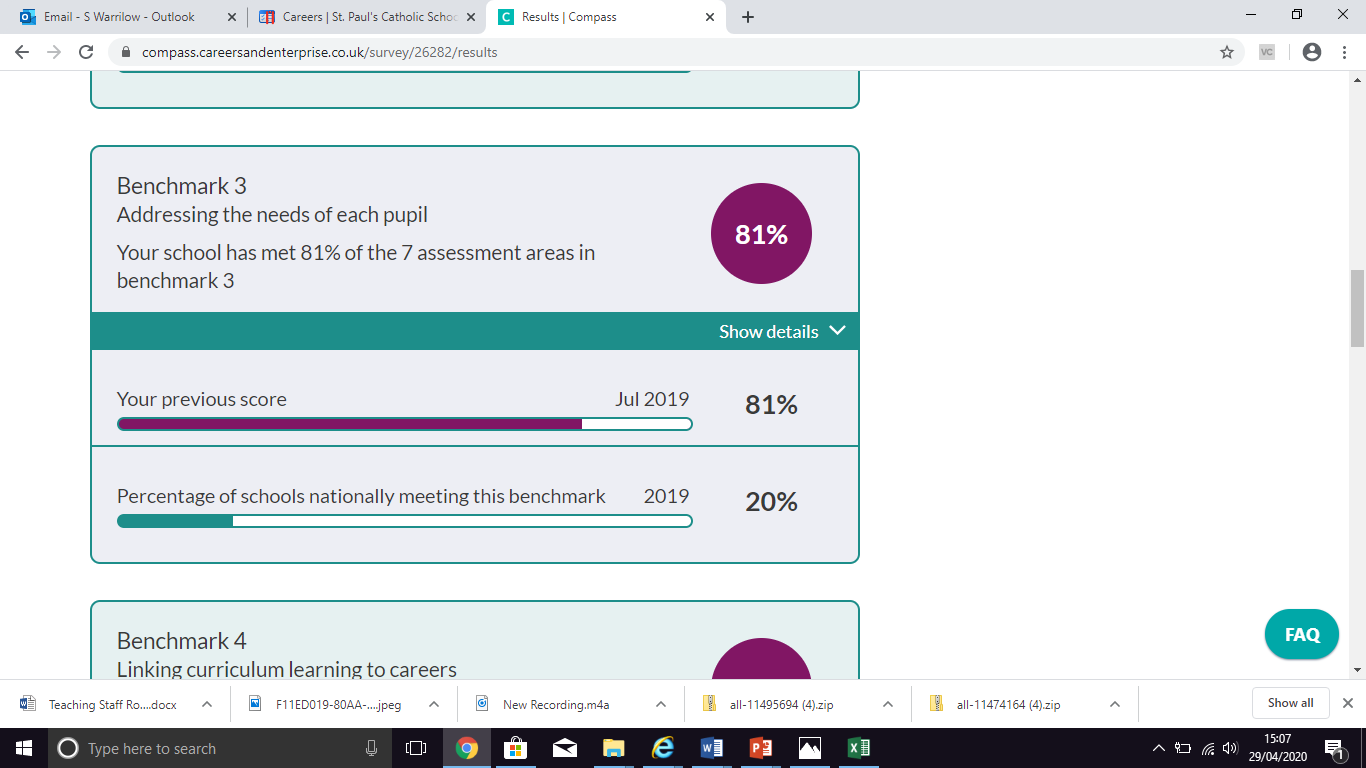 Email - S Warrilow - Outlook
Careers | St. Paul's Catholic Schoo
Results | Compass
compass.careersandenterprise.co.uk/survey/26282/results
VC
Benchmark 3
Addressing the needs of each pupil
Your school has met 81% of the 7 assessment areas in
benchmark 3
81%
Show details
Your previous score Jul 2019 81%
Percentage of schools nationally meeting this benchmark 2019 20%
Benchmark 4
Linking curriculum learning to careers
FAQ
Teaching Staff Ro....docx
F11ED019-80AA-....jpeg
New Recording.m4a
all-11495694 (4).zip
all-11474164 (4).zip
Show all
Type here to search
15:07
29/04/2020
1